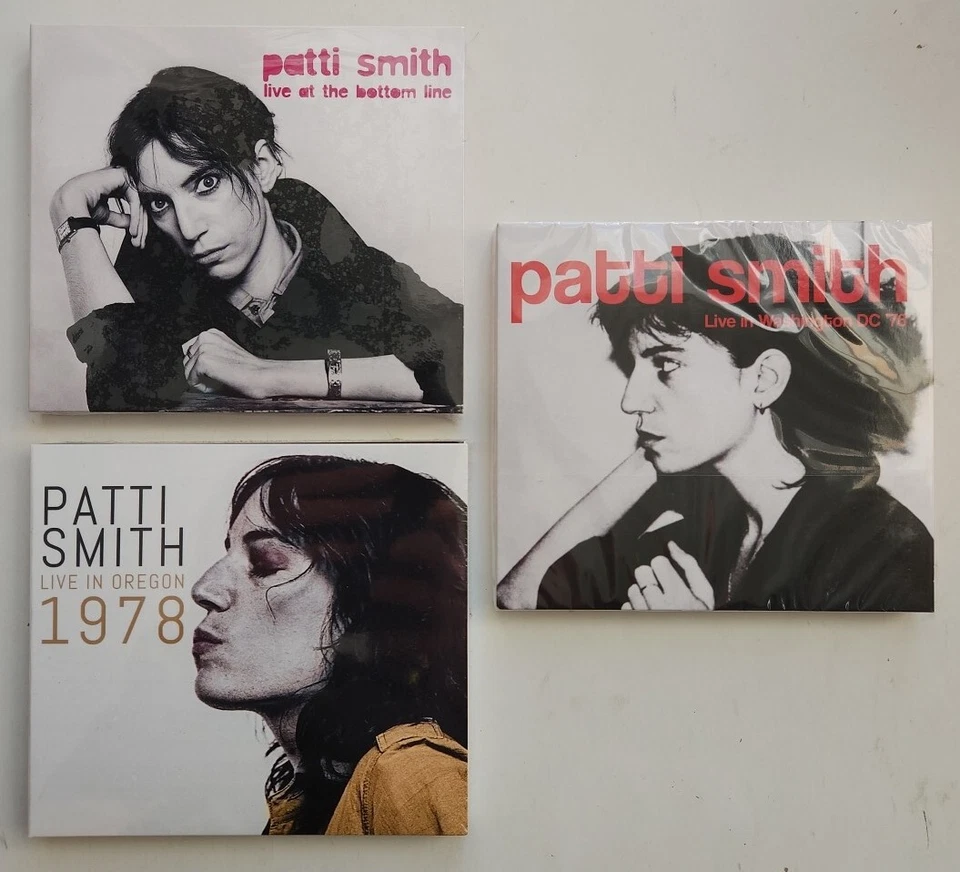 patti smith
live at the bottom line
patti smith
Live in Washington DC '76
PATTI
SMITH
LIVE IN OREGON
1978